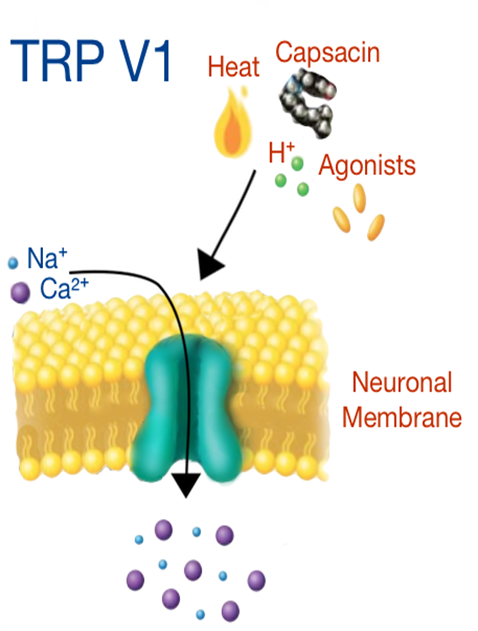 TRP V1
Capsacin
Heat
H⁺
Agonists
Na⁺
Ca²⁺
Neuronal
Membrane